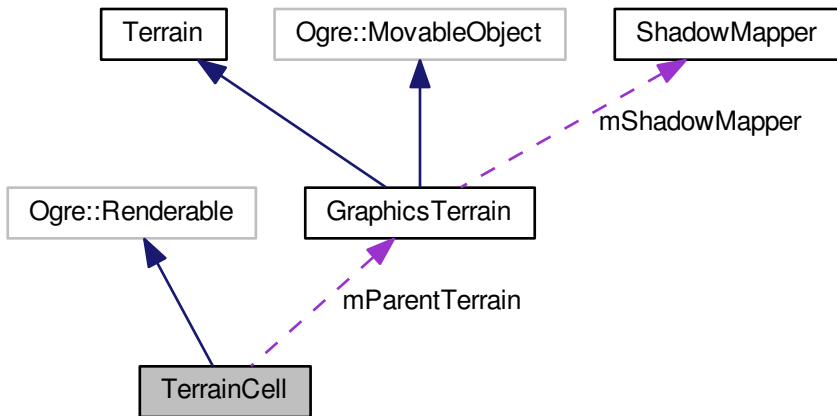 Terrain
Ogre::MovableObject
ShadowMapper
mShadowMapper
Ogre::Renderable
GraphicsTerrain
mParentTerrain
TerrainCell